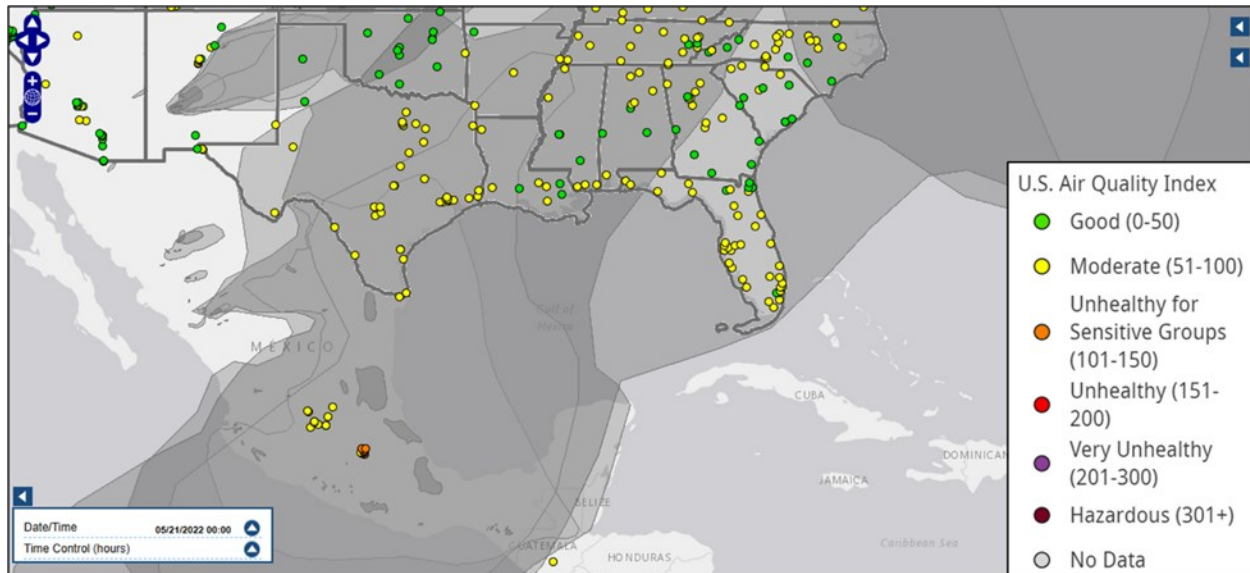 Gulf of
Mexico
MÉXICO
CUBA
JAMAICA
DOMINICAN
BELIZE
GUATEMALA
HONDURAS
Caribbean Sea
+
−
Date/Time 05/21/2022 00:00
Time Control (hours)
U.S. Air Quality Index
Good (0-50)
Moderate (51-100)
Unhealthy for
Sensitive Groups
(101-150)
Unhealthy (151-
200)
Very Unhealthy
(201-300)
Hazardous (301+)
No Data